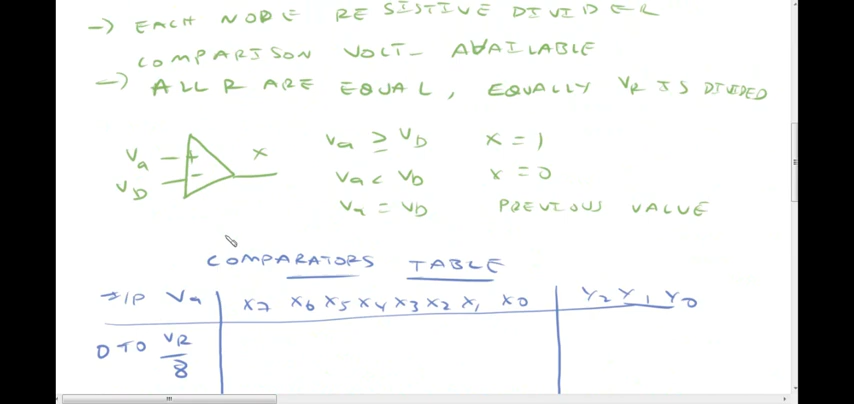 -> EACH NODE RESISTIVE DIVIDER
COMPARISON VOLT- AVAILABLE
-> ALL R ARE EQUAL, EQUALLY VR IS DIVIDED
Va + X Va ≥ VD X = 1
VD - Va < VD X = 0
Va = VD PREVIOUS VALUE
COMPARATORS TABLE
I/P Va X7 X6 X5 X4 X3 X2 X1 X0 Y2 Y1 Y0
0 TO VR/8